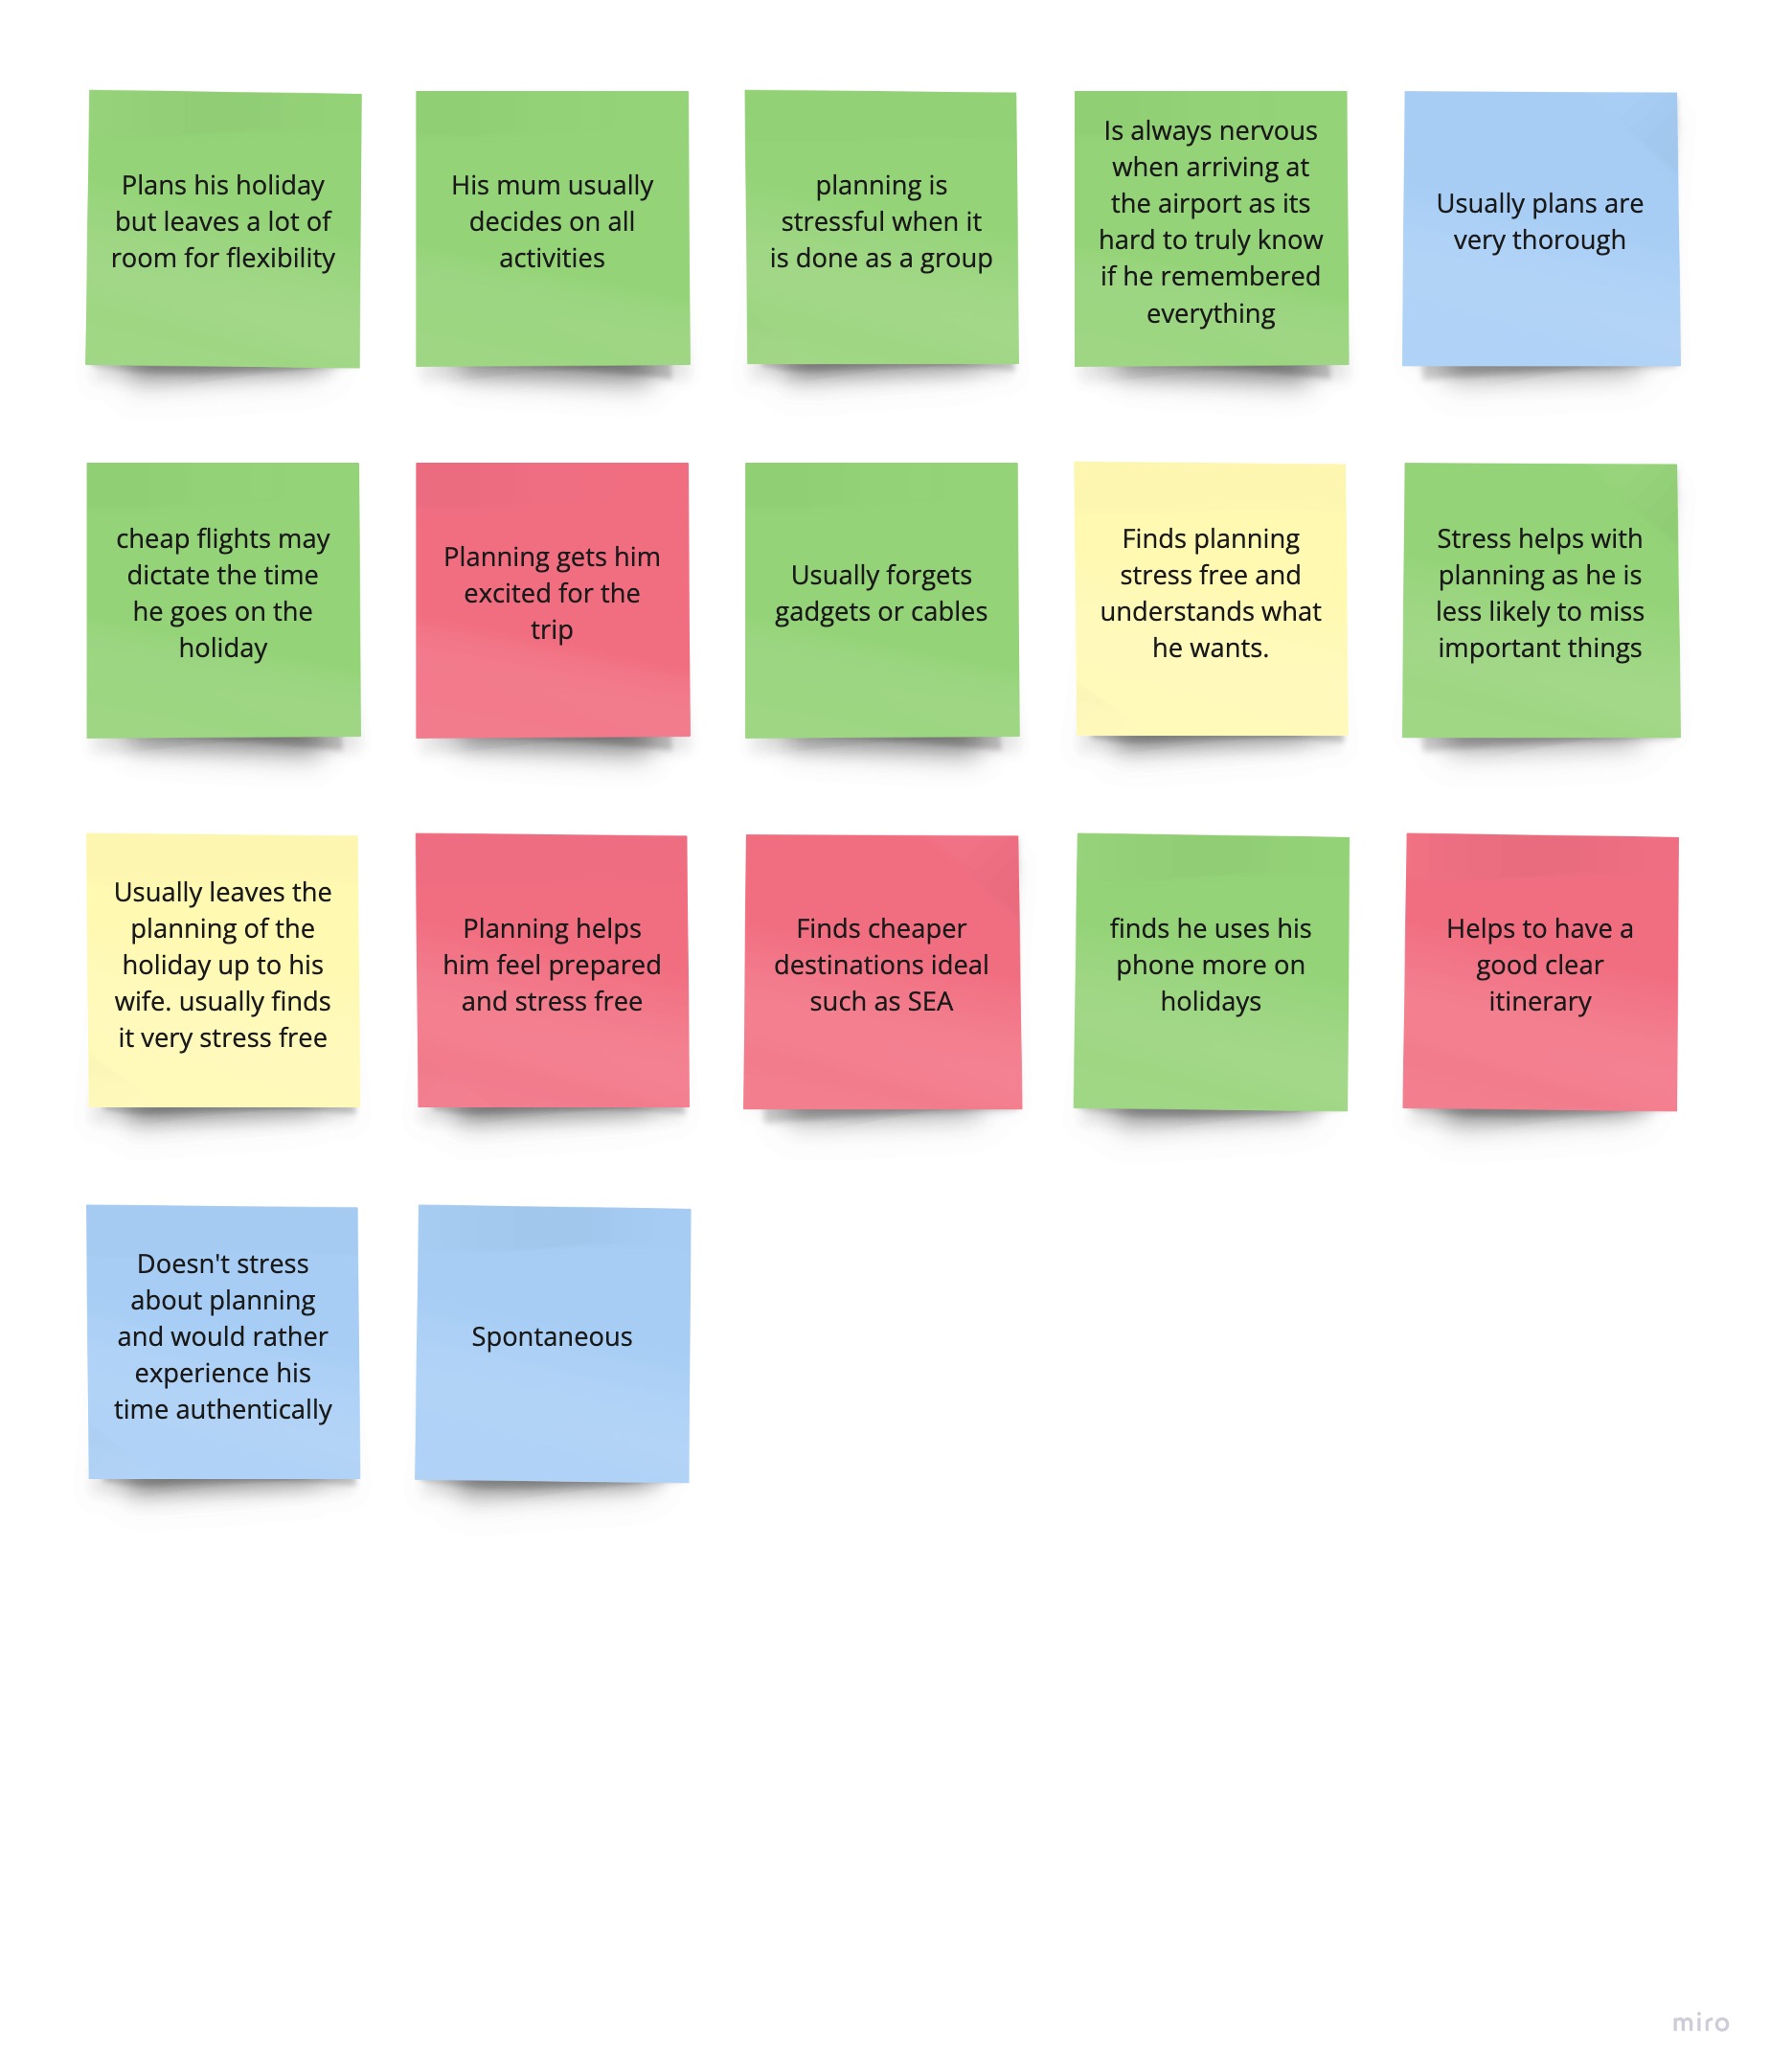 Plans his holiday
but leaves a lot of
room for flexibility
His mum usually
decides on all
activities
planning is
stressful when it
is done as a group
Is always nervous
when arriving at
the airport as its
hard to truly know
if he remembered
everything
Usually plans are
very thorough
cheap flights may
dictate the time
he goes on the
holiday
Planning gets him
excited for the
trip
Usually forgets
gadgets or cables
Finds planning
stress free and
understands what
he wants.
Stress helps with
planning as he is
less likely to miss
important things
Usually leaves the
planning of the
holiday up to his
wife. usually finds
it very stress free
Planning helps
him feel prepared
and stress free
Finds cheaper
destinations ideal
such as SEA
finds he uses his
phone more on
holidays
Helps to have a
good clear
itinerary
Doesn't stress
about planning
and would rather
experience his
time authentically
Spontaneous
miro